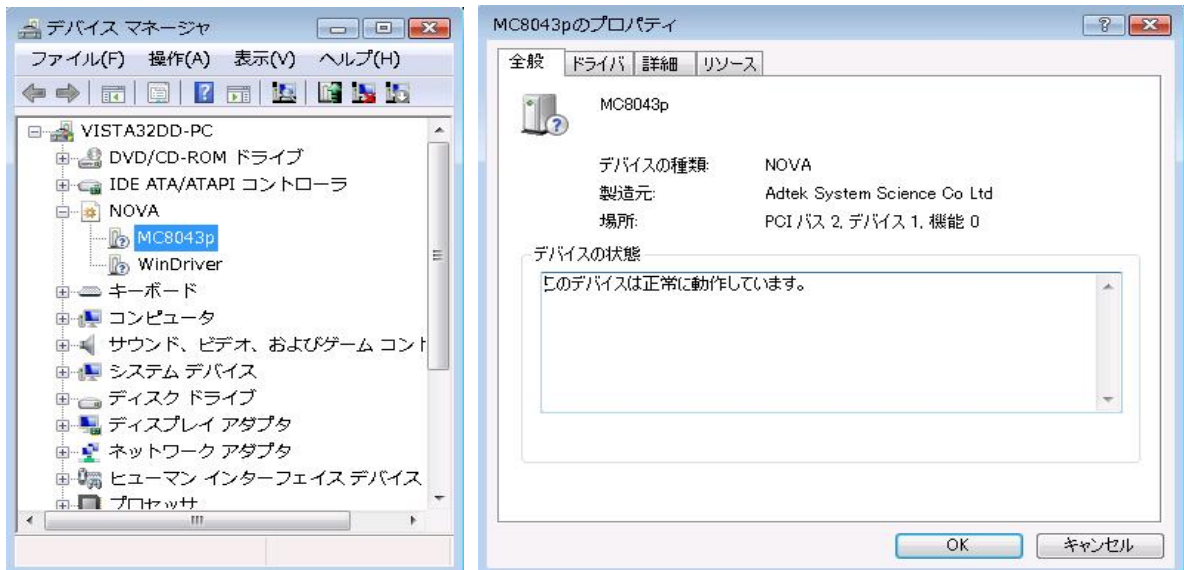 デバイス マネージャ
ファイル(F) 操作(A) 表示(V) ヘルプ(H)
VISTA32DD-PC
DVD/CD-ROM ドライブ
IDE ATA/ATAPI コントローラ
NOVA
MC8043p
WinDriver
キーボード
コンピュータ
サウンド、ビデオ、およびゲーム コント
システム デバイス
ディスク ドライブ
ディスプレイ アダプタ
ネットワーク アダプタ
ヒューマン インターフェイス デバイス
プロセッサ
MC8043pのプロパティ
全般 ドライバ 詳細 リソース
MC8043p
デバイスの種類: NOVA
製造元: Adtek System Science Co Ltd
場所: PCI バス 2, デバイス 1, 機能 0
デバイスの状態
このデバイスは正常に動作しています。
OK キャンセル